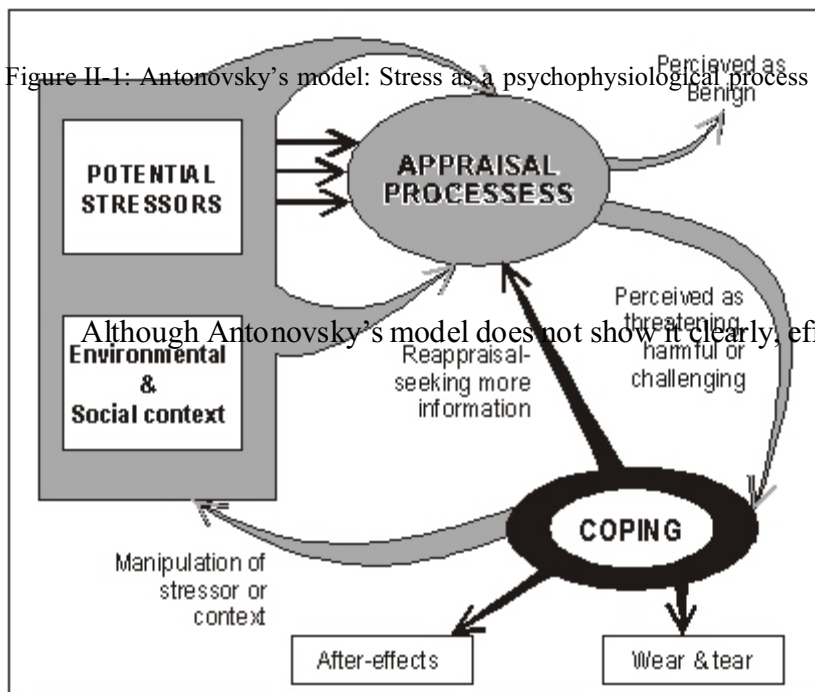 Figure II-1: Antonovsky's model: Stress as a psychophysiological process
Percieved as
Benign
POTENTIAL
STRESSORS
APPRAISAL
PROCESSESS
Environmental
&
Social context
Although Antonovsky's model does not show it clearly, eff
Reappraisal-
seeking more
information
Perceived as
threatening,
harmful or
challenging
COPING
Manipulation of
stressor or
context
After-effects
Wear & tear